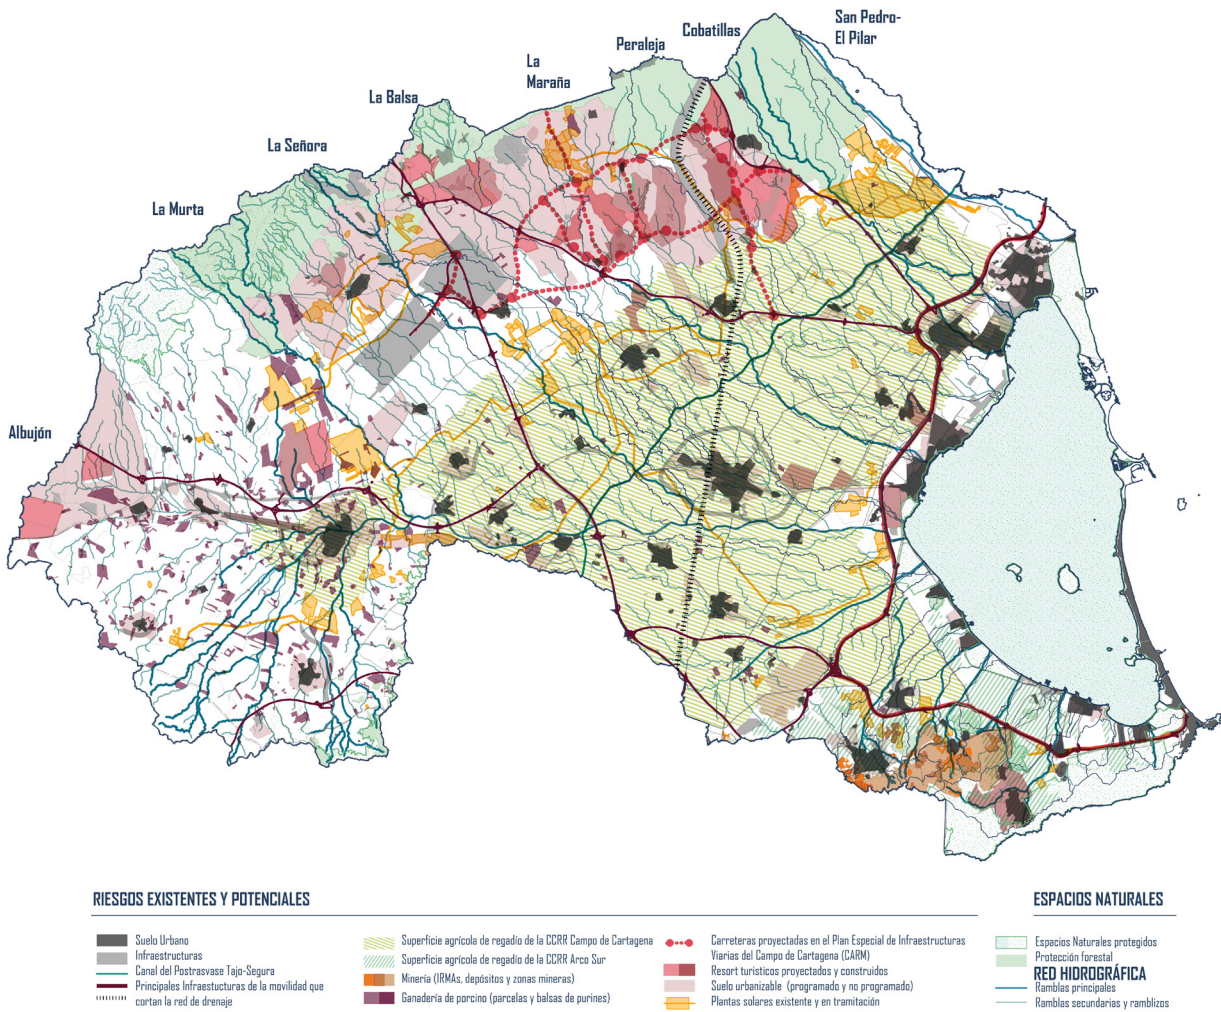 San Pedro-
El Pilar
Cobatillas
Peraleja
La
Maraña
La Balsa
La Señora
La Murta
Albujón
RIESGOS EXISTENTES Y POTENCIALES
Suelo Urbano
Infraestructuras
Canal del Postrasvase Tajo-Segura
Principales Infraestucturas de la movilidad que
cortan la red de drenaje
Superficie agrícola de regadío de la CCRR Campo de Cartagena
Superficie agrícola de regadío de la CCRR Arco Sur
Minería (IRMAs, depósitos y zonas mineras)
Ganadería de porcino (parcelas y balsas de purines)
Carreteras proyectadas en el Plan Especial de Infraestructuras
Viarias del Campo de Cartagena (CARM)
Resort turisticos proyectados y construidos
Suelo urbanizable (programado y no programado)
Plantas solares existente y en tramitación
ESPACIOS NATURALES
Espacios Naturales protegidos
Protección forestal
RED HIDROGRÁFICA
Ramblas principales
Ramblas secundarias y ramblizos